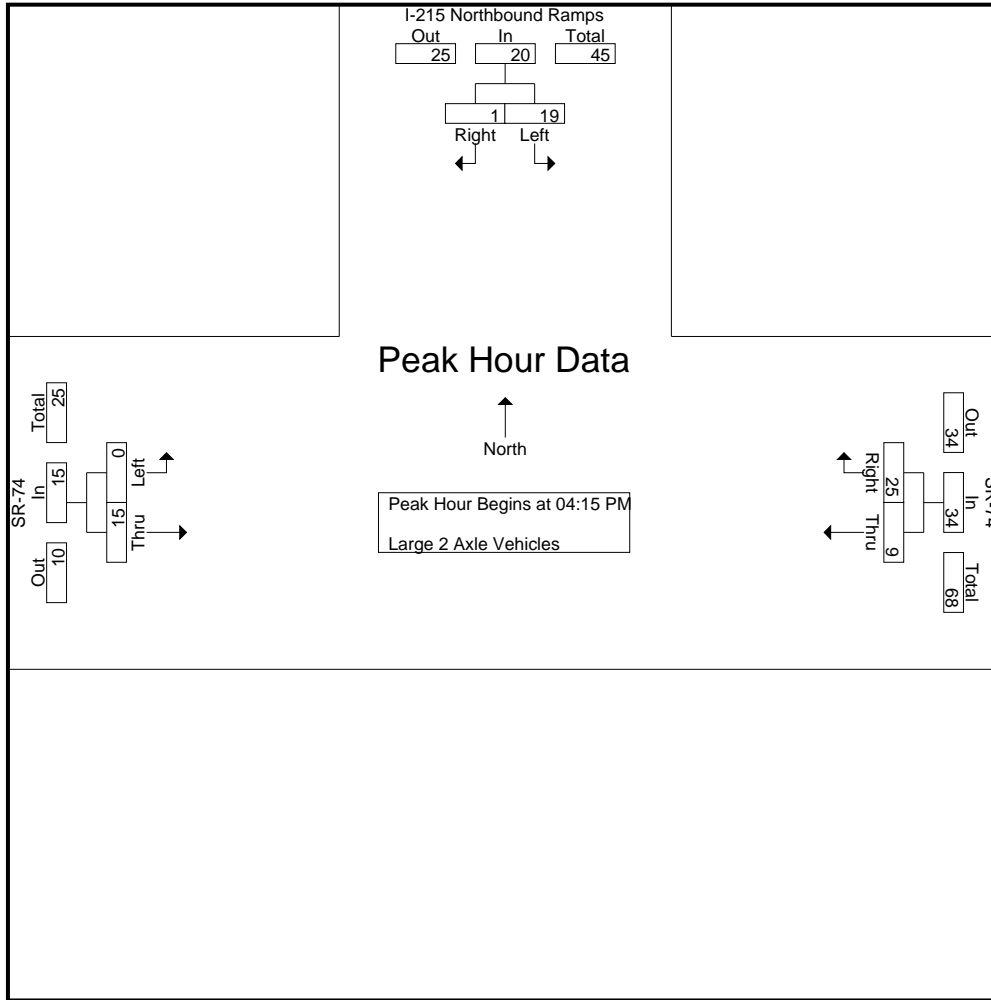 I-215 Northbound Ramps
Out In Total
25 20 45
1 19
Right Left
Peak Hour Data
North
Peak Hour Begins at 04:15 PM
Large 2 Axle Vehicles
SR-74
Total In Out
25 15 10
0 15
Left Thru
SR-74
Out In Total
34 34 68
25 9
Right Thru